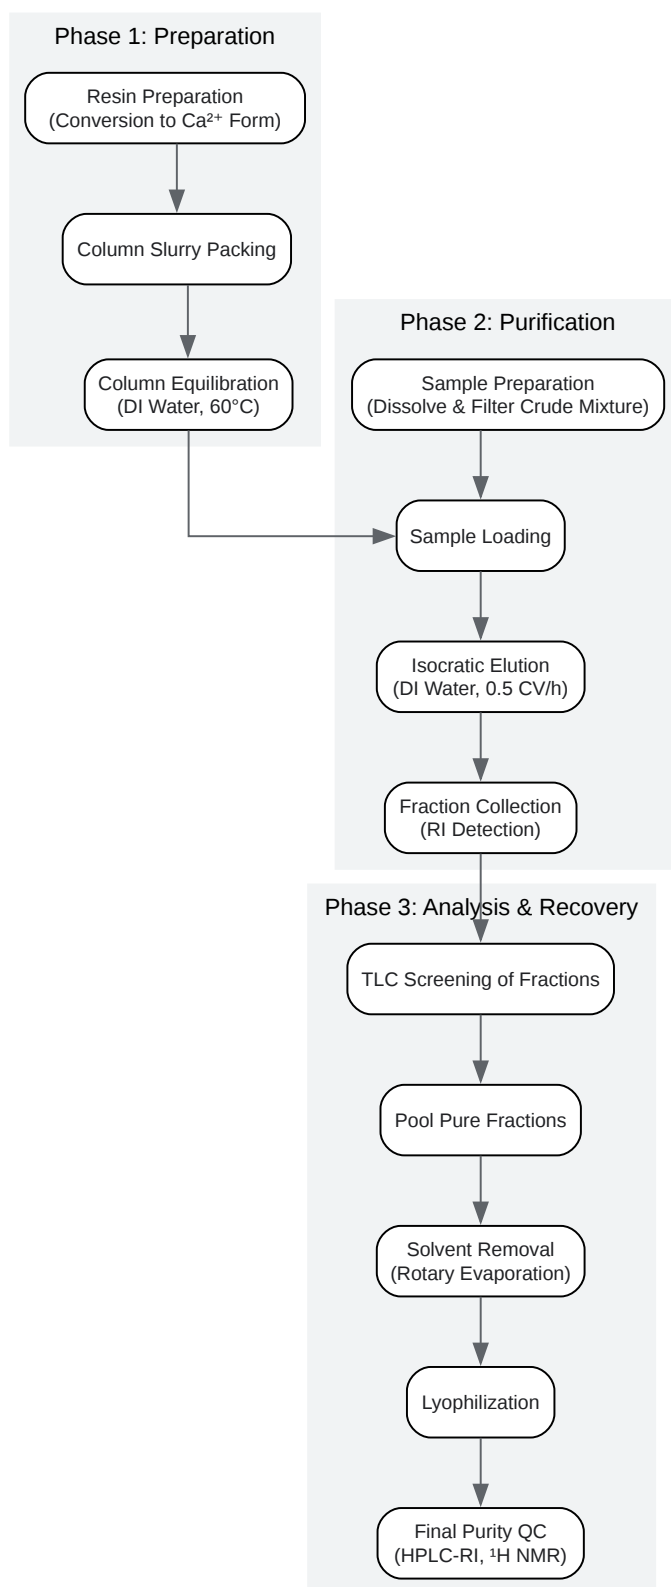 Phase 1: Preparation
Resin Preparation
(Conversion to Ca²⁺ Form)
Column Slurry Packing
Column Equilibration
(DI Water, 60°C)
Phase 2: Purification
Sample Preparation
(Dissolve & Filter Crude Mixture)
Sample Loading
Isocratic Elution
(DI Water, 0.5 CV/h)
Fraction Collection
(RI Detection)
Phase 3: Analysis & Recovery
TLC Screening of Fractions
Pool Pure Fractions
Solvent Removal
(Rotary Evaporation)
Lyophilization
Final Purity QC
(HPLC-RI, ¹H NMR)